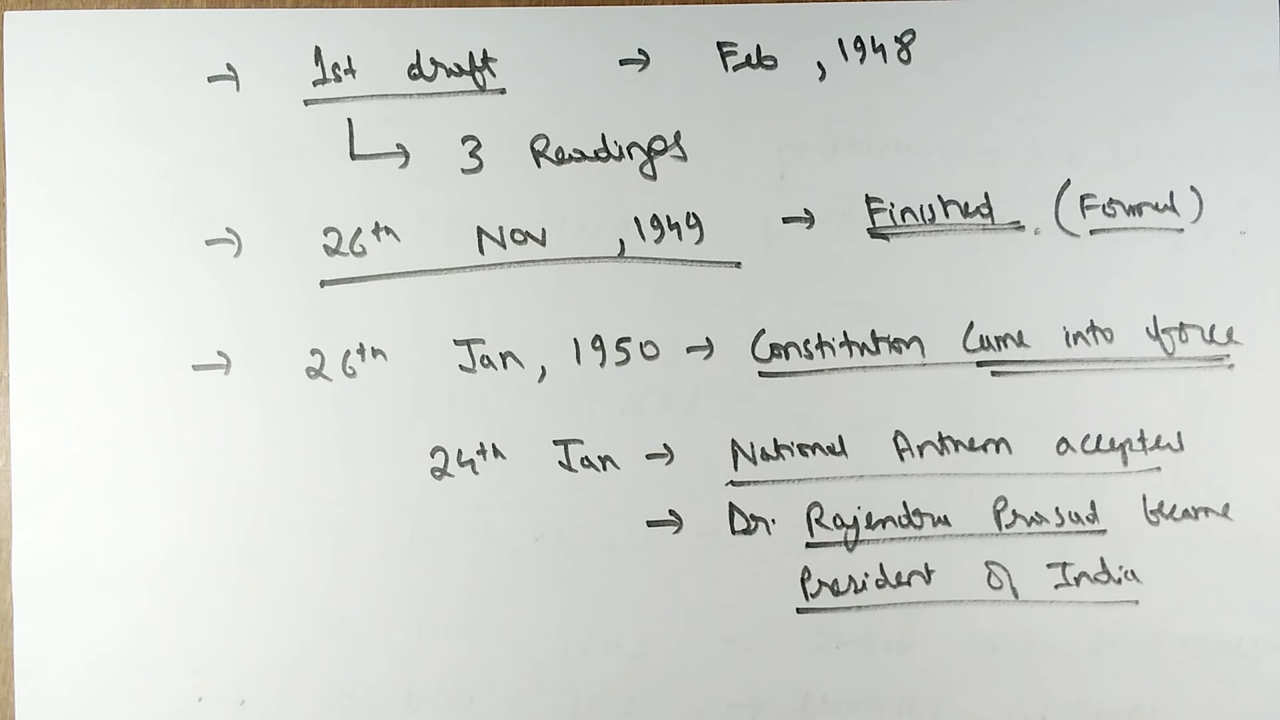 → 1st draft → Feb, 1948
↳ 3 Readings
→ 26th Nov, 1949 → Finished. (Formal)
→ 26th Jan, 1950 → Constitution Came into force
24th Jan → National Anthem accepted
→ Dr. Rajendra Prasad became
President of India